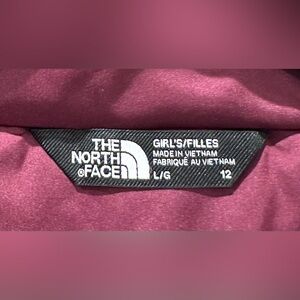 THE
NORTH
®FACE
GIRL'S/FILLES
MADE IN VIETNAM
FABRIQUÉ AU VIETNAM
L/G 12